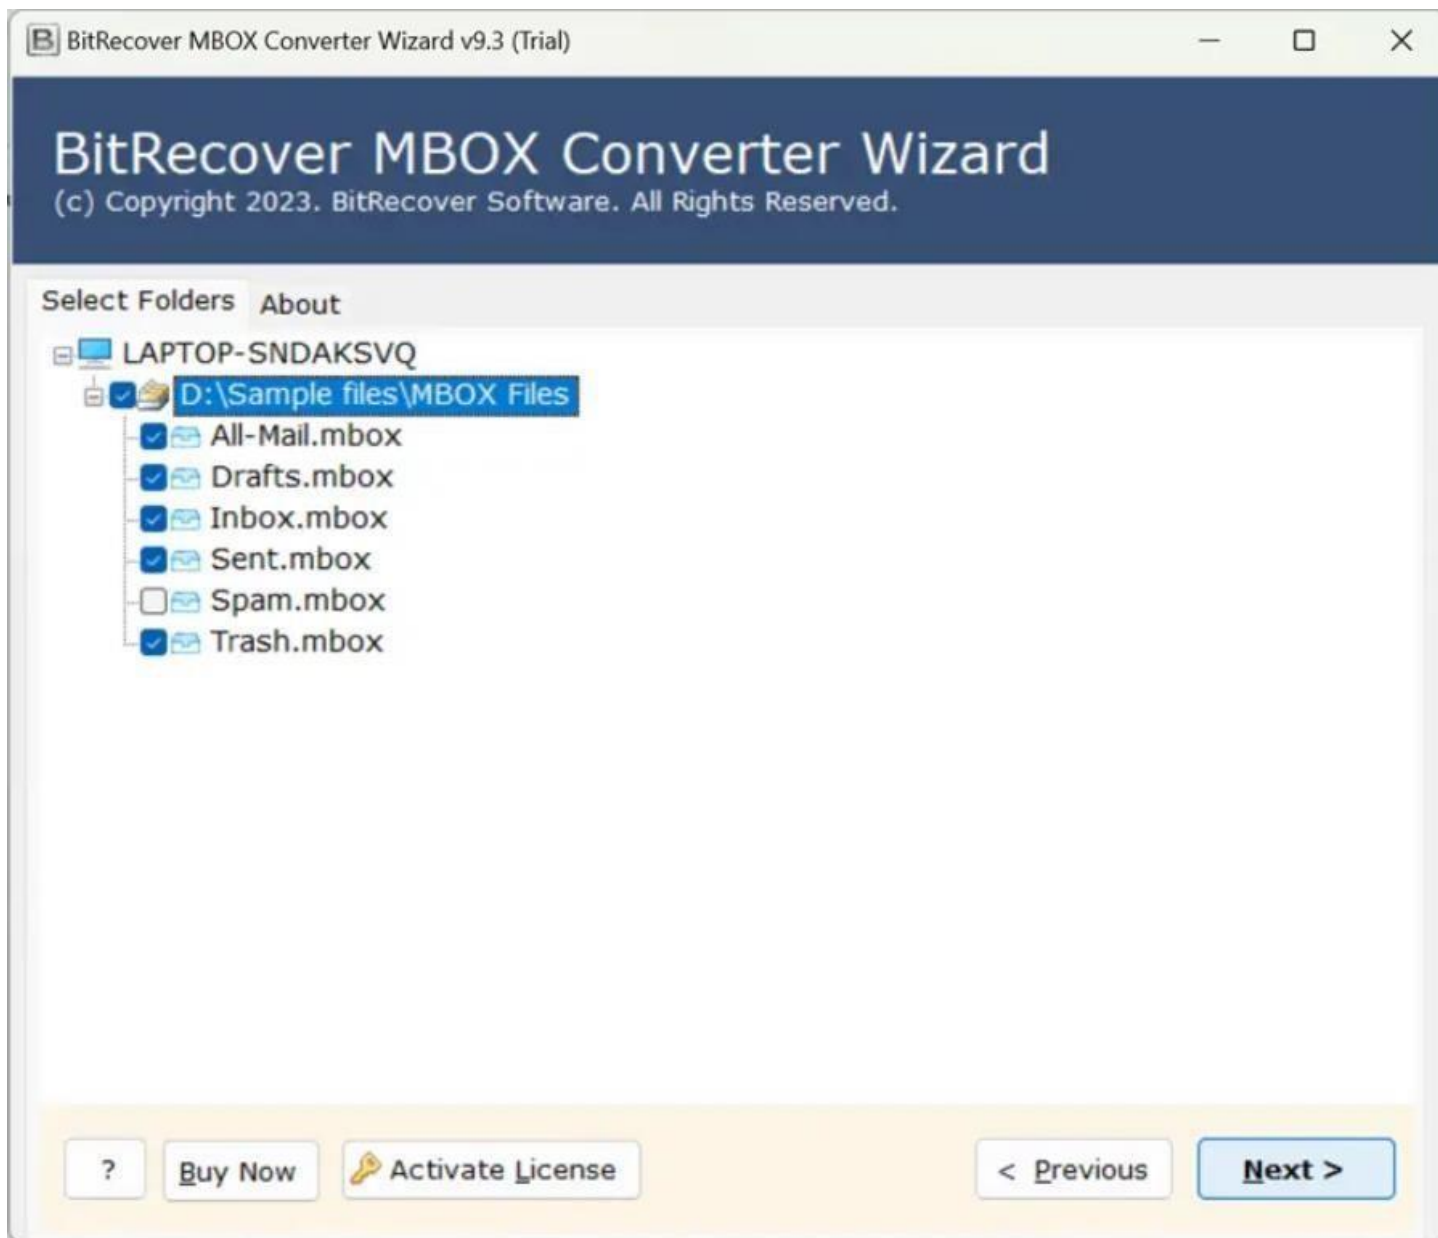 BitRecover MBOX Converter Wizard v9.3 (Trial)
BitRecover MBOX Converter Wizard
(c) Copyright 2023. BitRecover Software. All Rights Reserved.
Select Folders About
LAPTOP-SNDAKSVQ
D:\Sample files\MBOX Files
All-Mail.mbox
Drafts.mbox
Inbox.mbox
Sent.mbox
Spam.mbox
Trash.mbox
? Buy Now Activate License < Previous Next >